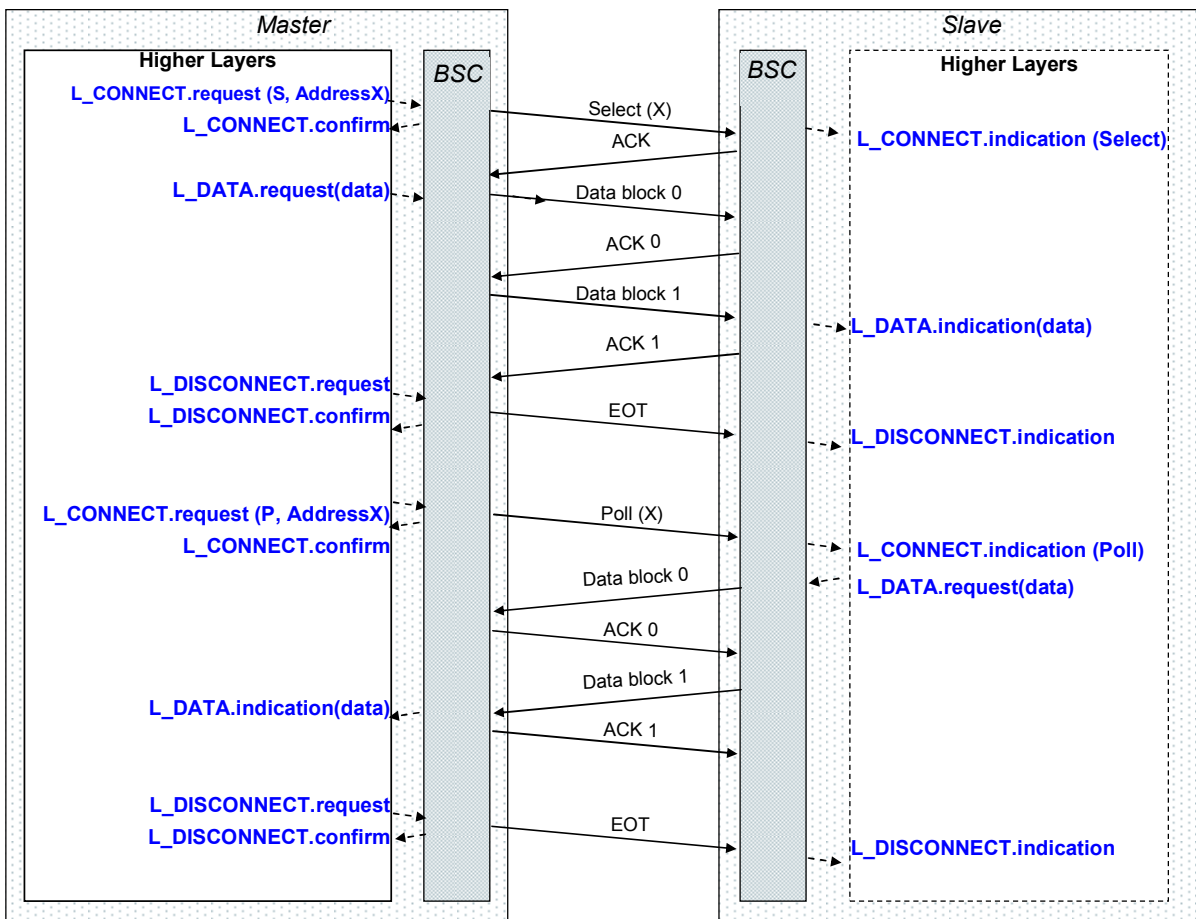 Master
Slave
Higher Layers
BSC
BSC
Higher Layers
L_CONNECT.request (S, AddressX)
Select (X)
L_CONNECT.confirm
L_CONNECT.indication (Select)
ACK
L_DATA.request(data)
Data block 0
ACK 0
Data block 1
L_DATA.indication(data)
ACK 1
L_DISCONNECT.request
L_DISCONNECT.confirm
EOT
L_DISCONNECT.indication
L_CONNECT.request (P, AddressX)
Poll (X)
L_CONNECT.confirm
L_CONNECT.indication (Poll)
Data block 0
L_DATA.request(data)
ACK 0
Data block 1
L_DATA.indication(data)
ACK 1
L_DISCONNECT.request
EOT
L_DISCONNECT.confirm
L_DISCONNECT.indication